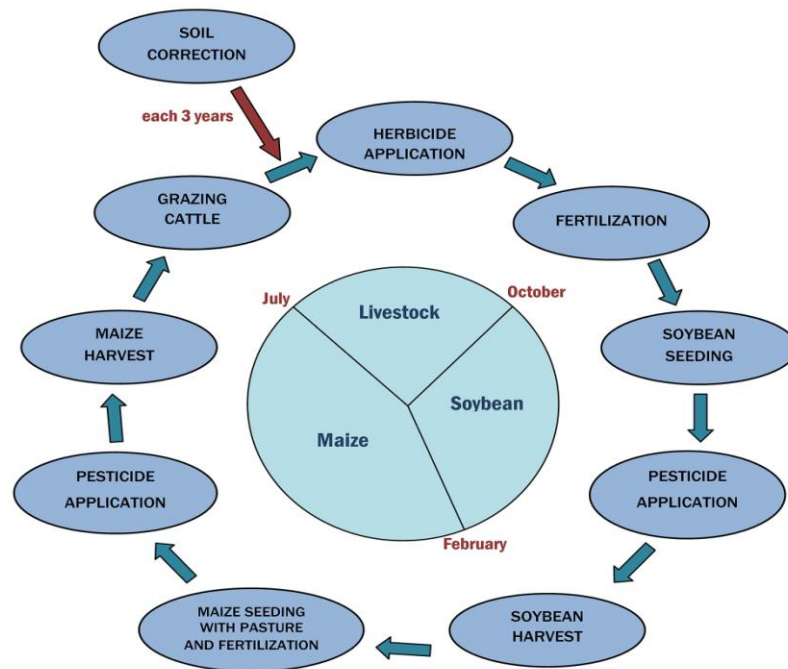 SOIL
CORRECTION
each 3 years
HERBICIDE
APPLICATION
GRAZING
CATTLE
FERTILIZATION
July
October
Livestock
MAIZE
HARVEST
SOYBEAN
SEEDING
Soybean
Maize
PESTICIDE
APPLICATION
PESTICIDE
APPLICATION
February
MAIZE SEEDING
WITH PASTURE
AND FERTILIZATION
SOYBEAN
HARVEST